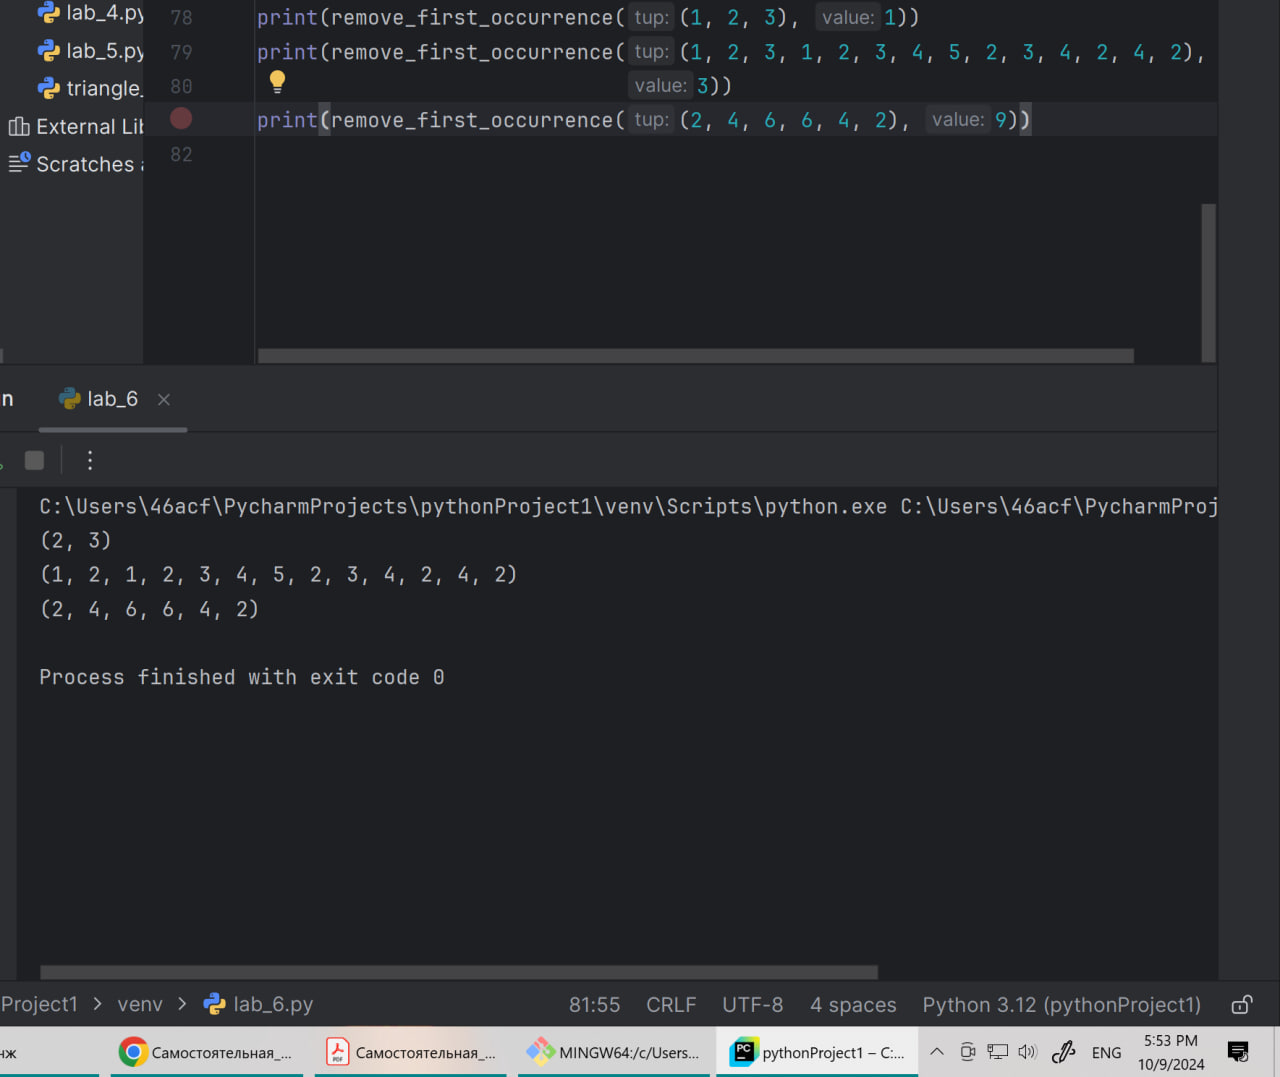 lab_4.py
lab_5.py
triangle_
External Lib
Scratches a
78 print(remove_first_occurrence( tup: (1, 2, 3), value: 1))
79 print(remove_first_occurrence( tup: (1, 2, 3, 1, 2, 3, 4, 5, 2, 3, 4, 2, 4, 2),
80 value: 3))
print(remove_first_occurrence( tup: (2, 4, 6, 6, 4, 2), value: 9))
82
n lab_6
C:\Users\46acf\PycharmProjects\pythonProject1\venv\Scripts\python.exe C:\Users\46acf\PycharmProj
(2, 3)
(1, 2, 1, 2, 3, 4, 5, 2, 3, 4, 2, 4, 2)
(2, 4, 6, 6, 4, 2)
Process finished with exit code 0
Project1 > venv > lab_6.py 81:55 CRLF UTF-8 4 spaces Python 3.12 (pythonProject1)
нж Самостоятельная_... PDF Самостоятельная_... MINGW64:/c/Users... PC pythonProject1 – C:... ENG 5:53 PM
10/9/2024